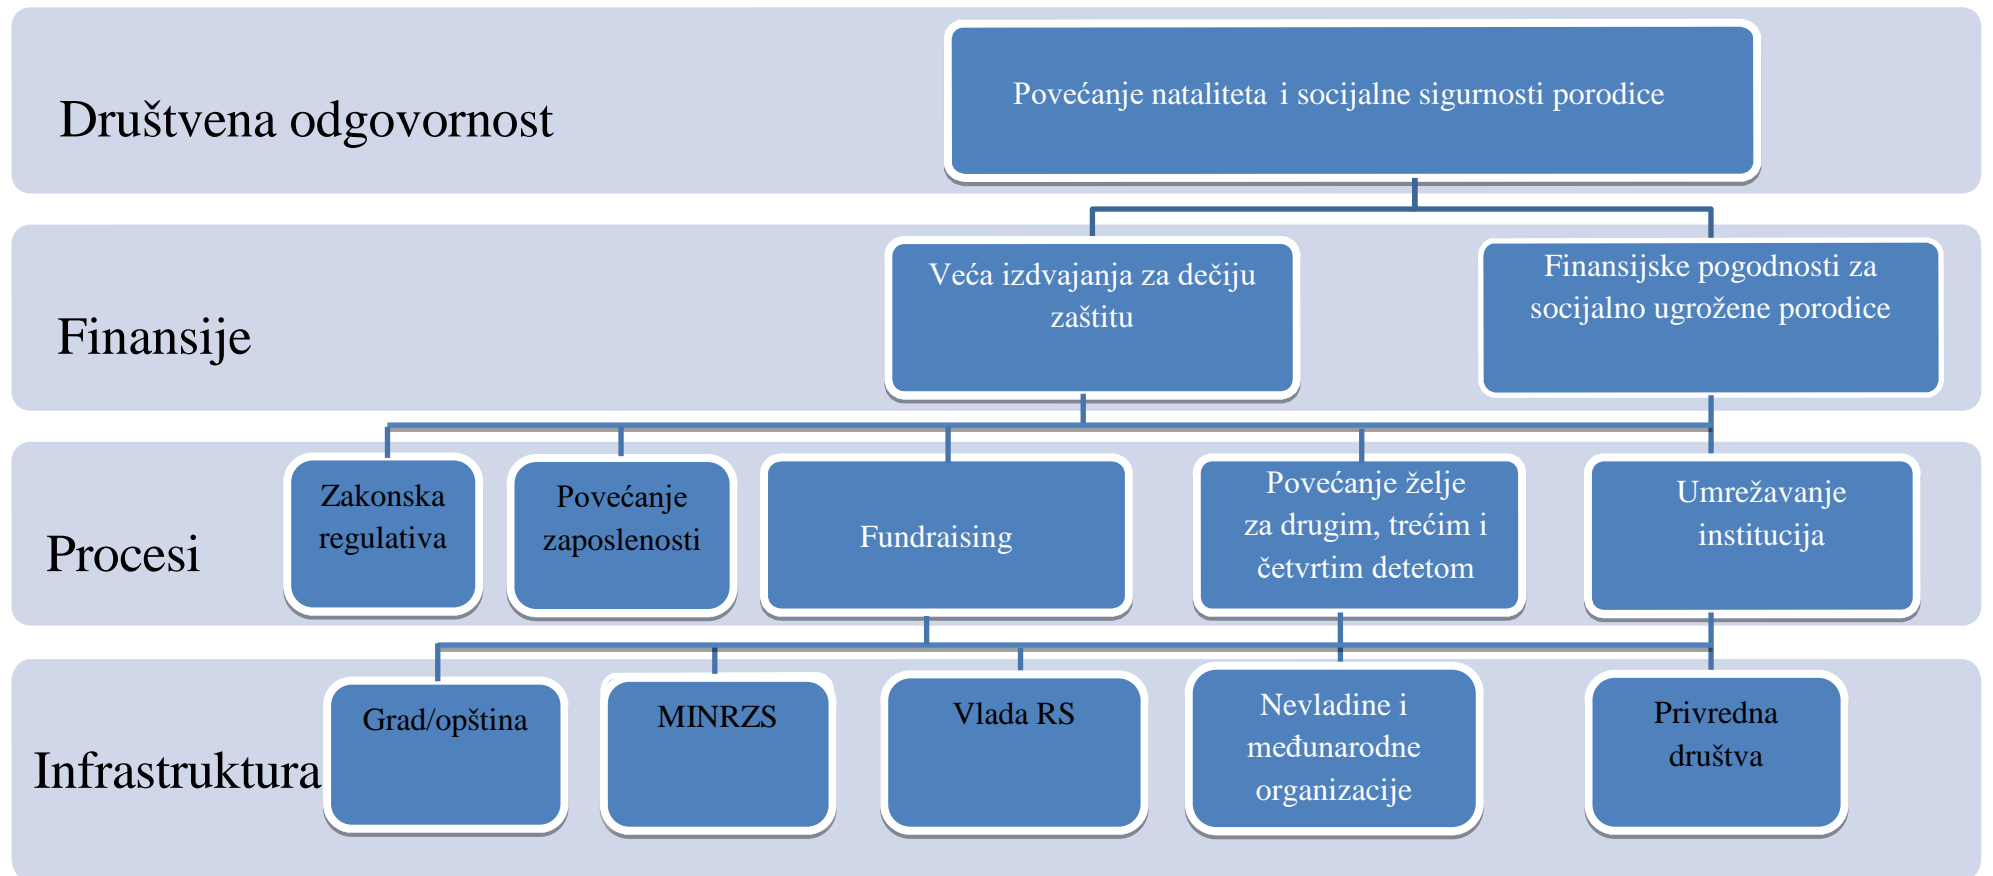 Društvena odgovornost
Povećanje nataliteta i socijalne sigurnosti porodice
Finansije
Veća izdvajanja za dečiju
zaštitu
Finansijske pogodnosti za
socijalno ugrožene porodice
Procesi
Zakonska
regulativa
Povećanje
zaposlenosti
Fundraising
Povećanje želje
za drugim, trećim i
četvrtim detetom
Umrežavanje
institucija
Infrastruktura
Grad/opština
MINRZS
Vlada RS
Nevladine i
međunarodne
organizacije
Privredna
društva